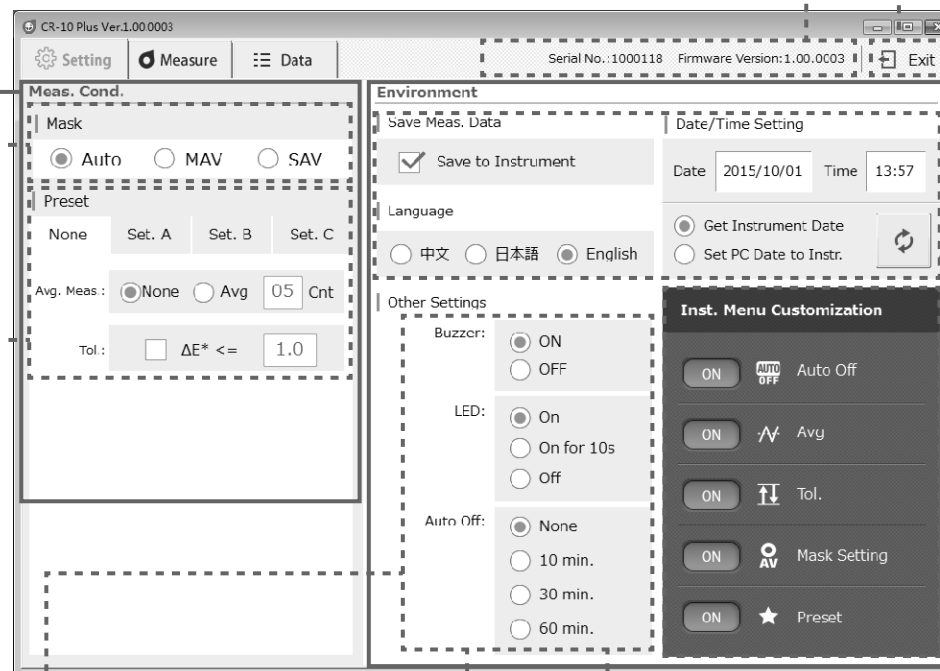 CR-10 Plus Ver.1.00.0003
Setting Measure Data
Serial No.:1000118 Firmware Version:1.00.0003 Exit
Meas. Cond.
Mask
Auto MAV SAV
Preset
None Set. A Set. B Set. C
Avg. Meas.: None Avg 05 Cnt
Tol.: ΔE* <= 1.0
Environment
Save Meas. Data
Save to Instrument
Language
中文 日本語 English
Date/Time Setting
Date 2015/10/01 Time 13:57
Get Instrument Date
Set PC Date to Instr.
Other Settings
Buzzer: ON
OFF
LED: On
On for 10s
Off
Auto Off: None
10 min.
30 min.
60 min.
Inst. Menu Customization
ON AUTO OFF Auto Off
ON Avg
ON Tol.
ON AV Mask Setting
ON Preset